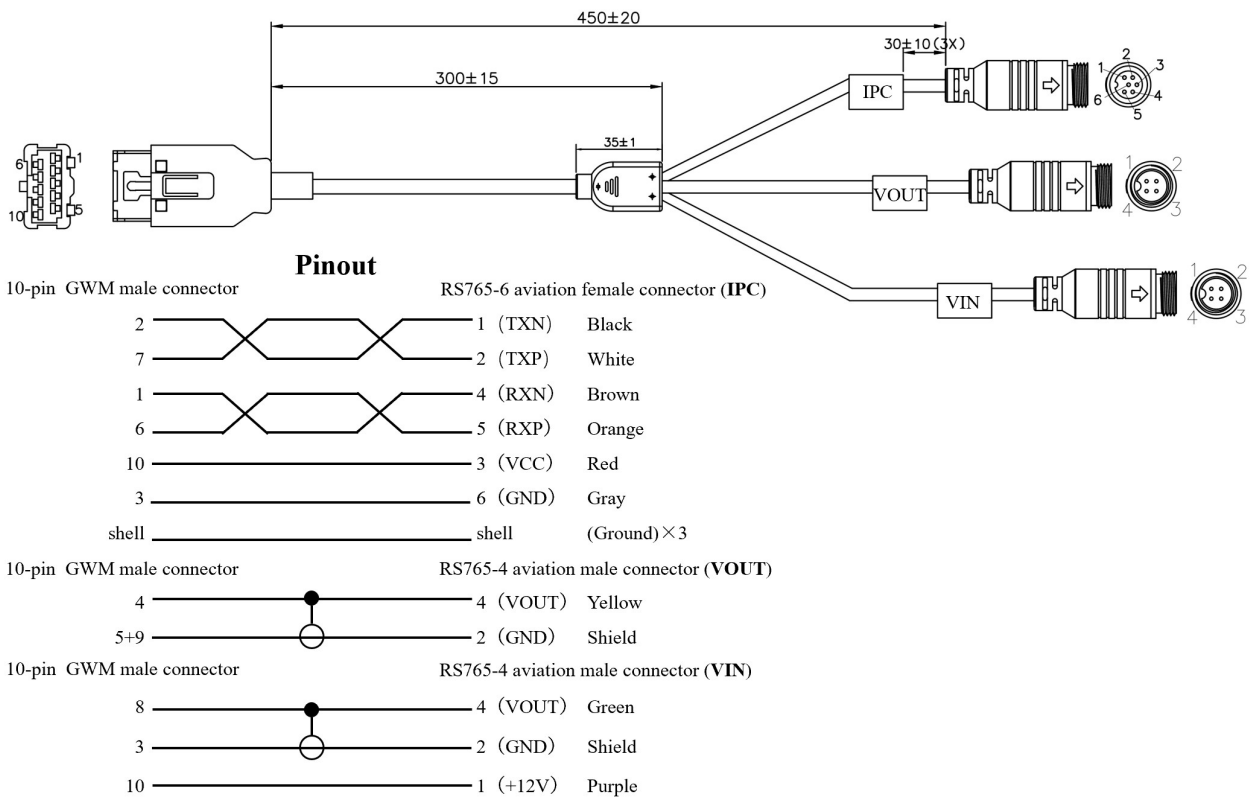 450±20
30±10(3X)
300±15
35±1
IPC
1 2 3
6 4
5
6 1
10 5
VOUT
1 2
4 3
VIN
1 2
4 3
Pinout
10-pin GWM male connector RS765-6 aviation female connector (IPC)
2 1 (TXN) Black
7 2 (TXP) White
1 4 (RXN) Brown
6 5 (RXP) Orange
10 3 (VCC) Red
3 6 (GND) Gray
shell shell (Ground)×3
10-pin GWM male connector RS765-4 aviation male connector (VOUT)
4 4 (VOUT) Yellow
5+9 2 (GND) Shield
10-pin GWM male connector RS765-4 aviation male connector (VIN)
8 4 (VOUT) Green
3 2 (GND) Shield
10 1 (+12V) Purple